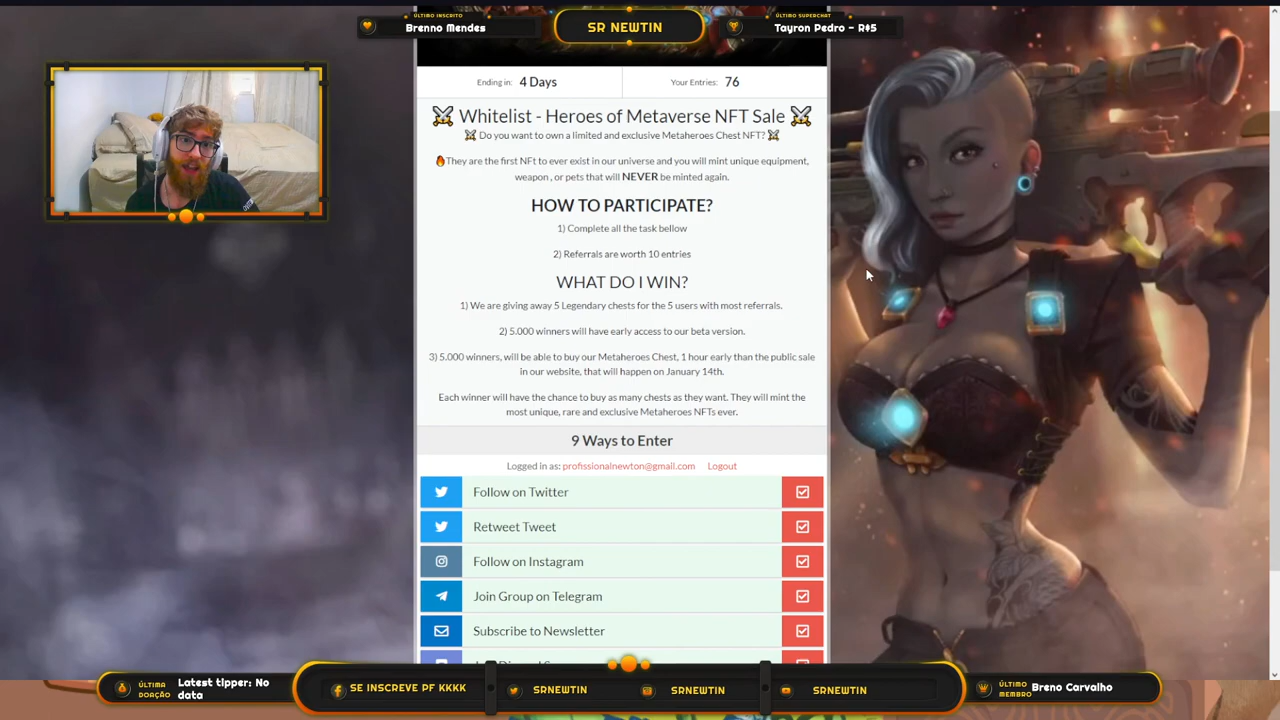 ÚLTIMO INSCRITO
Brenno Mendes
SR NEWTIN
ÚLTIMO SUPERCHAT
Tayron Pedro - R$5
Ending in: 4 Days
Your Entries: 76
Whitelist - Heroes of Metaverse NFT Sale
Do you want to own a limited and exclusive Metaheroes Chest NFT?
They are the first NFt to ever exist in our universe and you will mint unique equipment,
weapon , or pets that will NEVER be minted again.
HOW TO PARTICIPATE?
1) Complete all the task bellow
2) Referrals are worth 10 entries
WHAT DO I WIN?
1) We are giving away 5 Legendary chests for the 5 users with most referrals.
2) 5.000 winners will have early access to our beta version.
3) 5.000 winners, will be able to buy our Metaheroes Chest, 1 hour early than the public sale
in our website, that will happen on January 14th.
Each winner will have the chance to buy as many chests as they want. They will mint the
most unique, rare and exclusive Metaheroes NFTs ever.
9 Ways to Enter
Logged in as: profissionalnewton@gmail.com Logout
Follow on Twitter
Retweet Tweet
Follow on Instagram
Join Group on Telegram
Subscribe to Newsletter
ÚLTIMA
DOAÇÃO
Latest tipper: No
data
SE INSCREVE PF KKKK
SRNEWTIN
SRNEWTIN
SRNEWTIN
ÚLTIMO
MEMBRO
Breno Carvalho